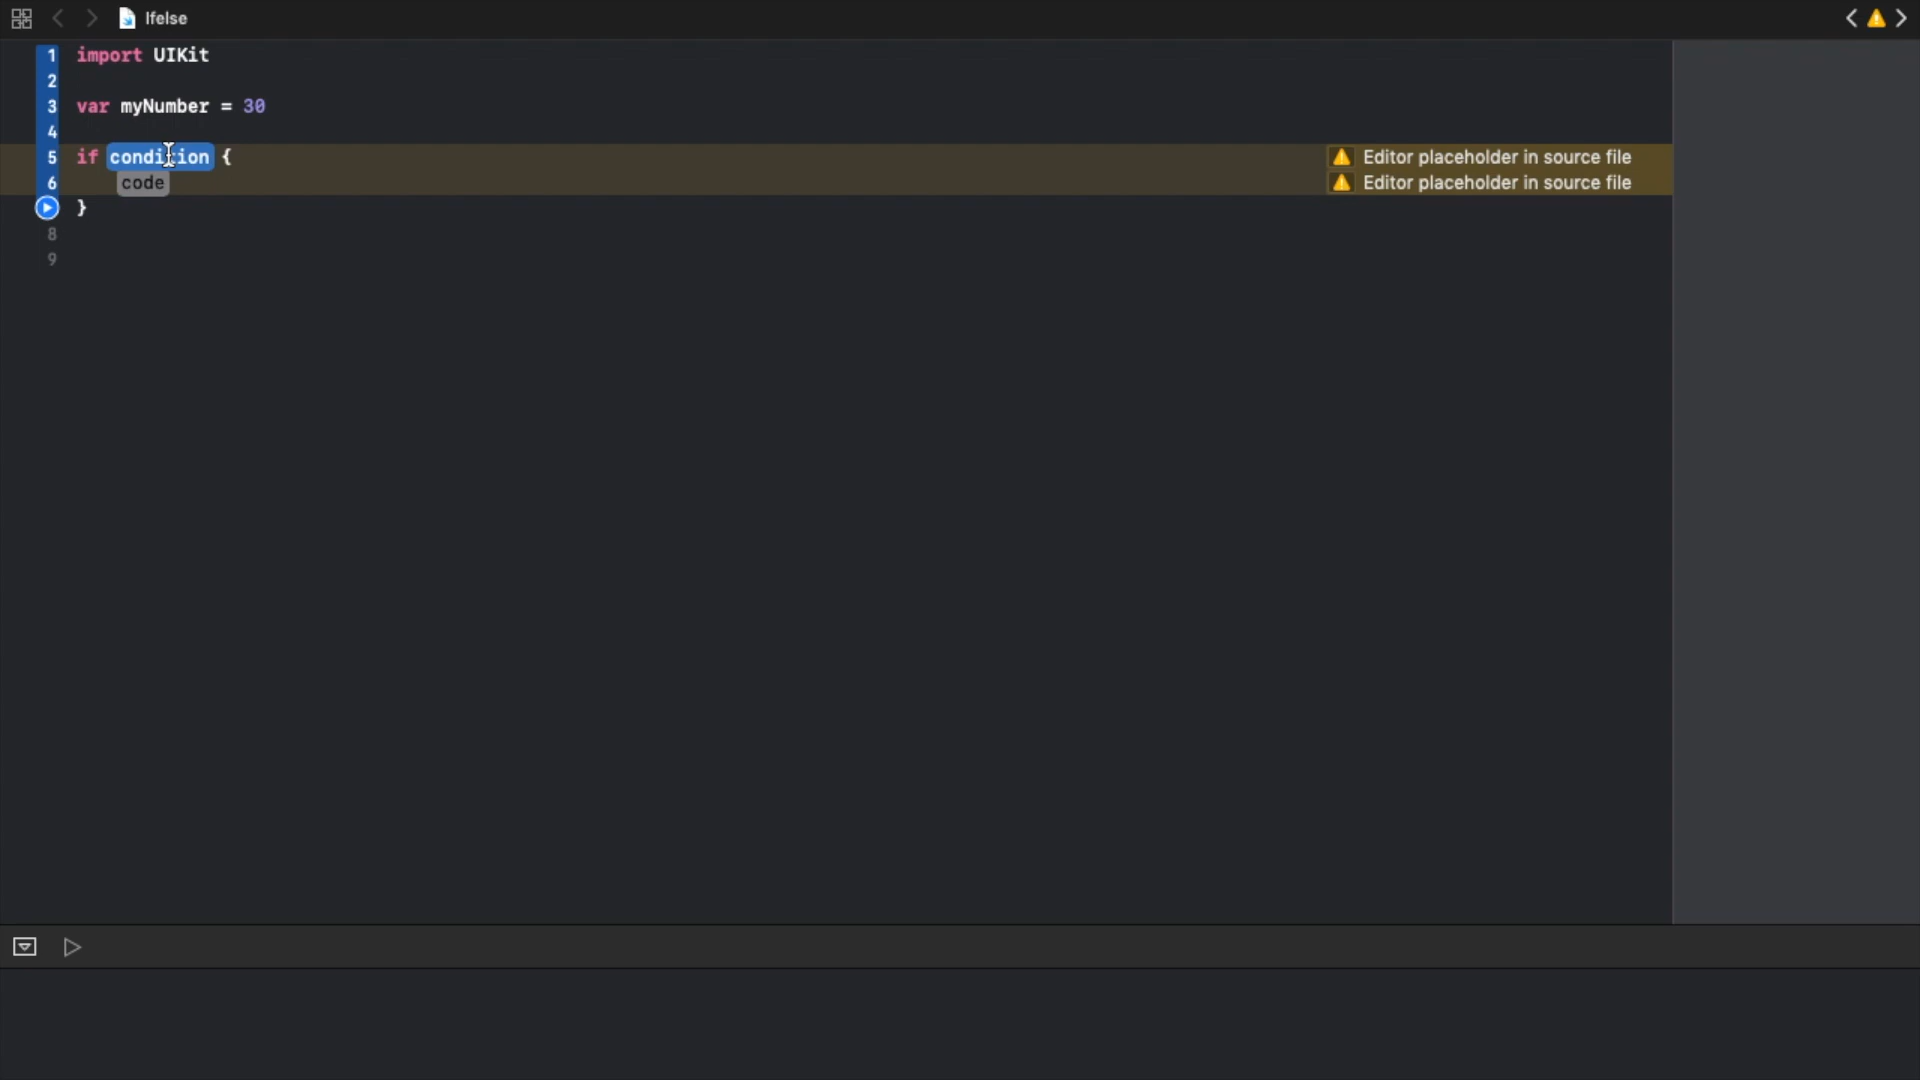 Ifelse
1 import UIKit
2
3 var myNumber = 30
4
5 if condition { Editor placeholder in source file
6 code Editor placeholder in source file
}
8
9